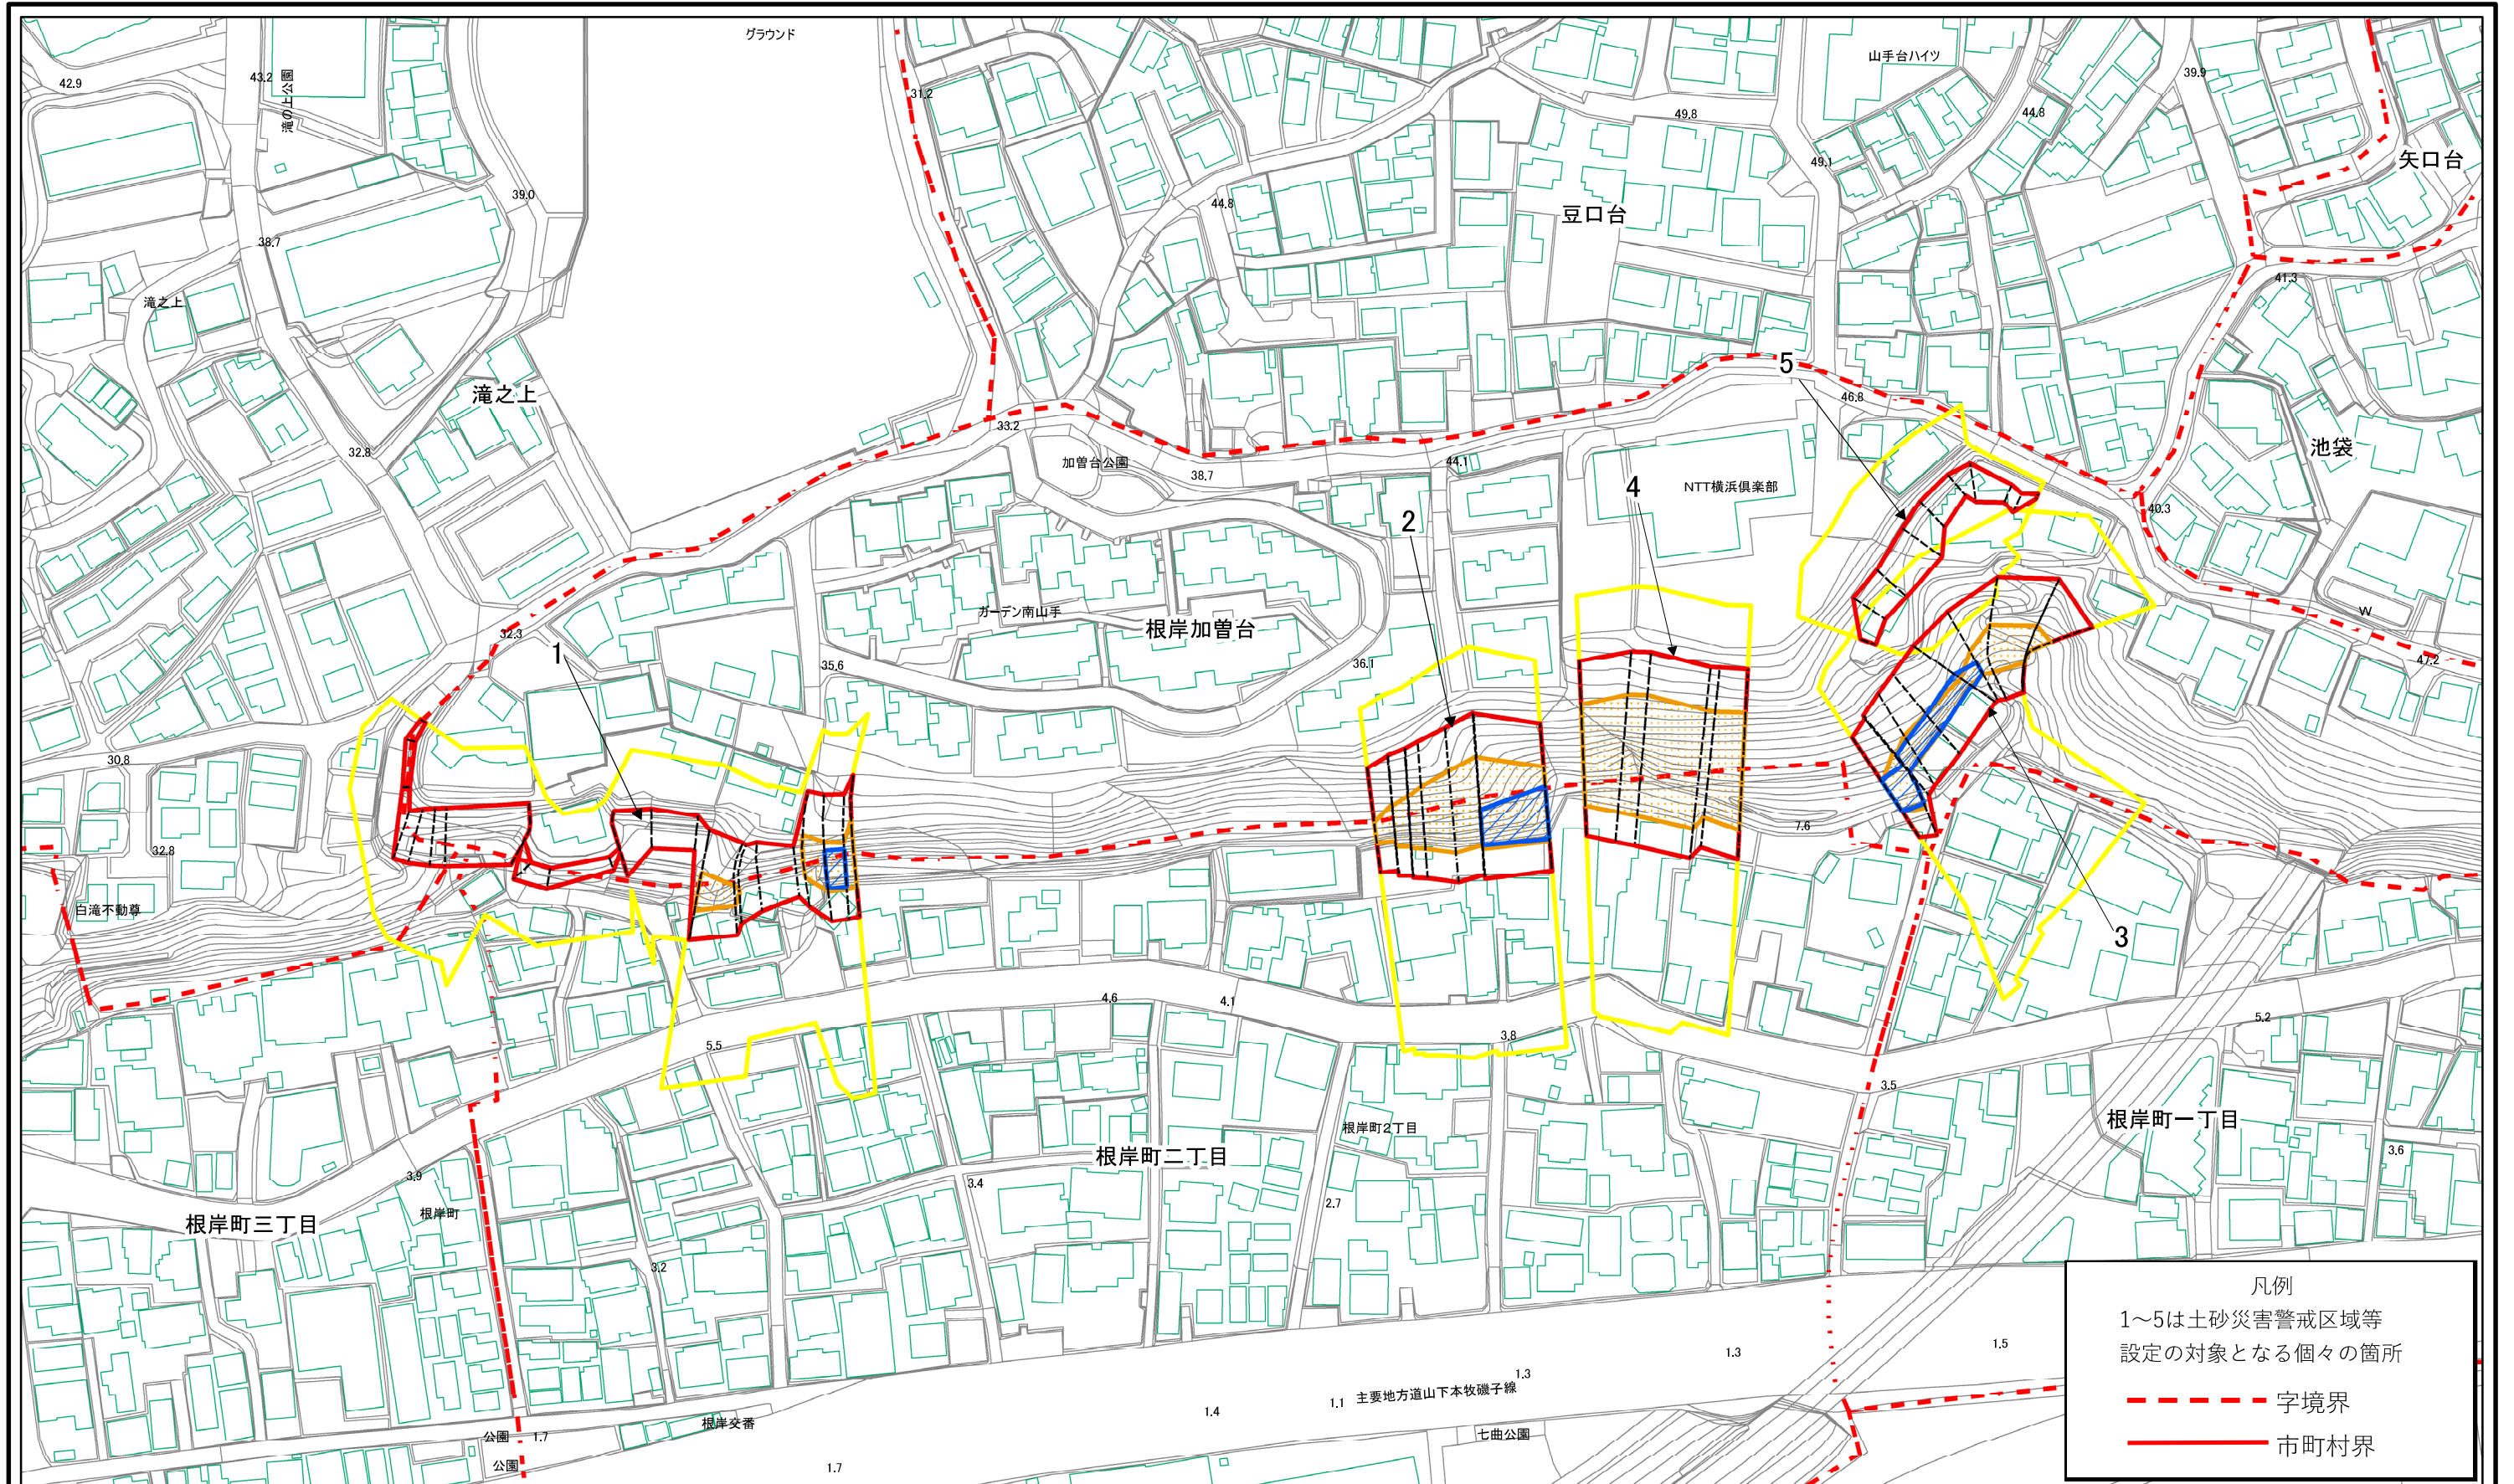 グラウンド
山手台ハイツ
42.9
43.2
滝の上公園
31.2
39.9
49.8
44.8
49.1
矢口台
39.0
44.8
豆口台
38.7
滝之上
41.3
5
滝之上
46.8
33.2
32.8
加曽台公園
38.7
44.1
池袋
4
NTT横浜倶楽部
2
40.3
ガーデン南山手
根岸加曽台
W
32.3
1
35.6
36.1
47.2
30.8
7.6
32.8
白滝不動尊
3
4.6
4.1
5.5
3.8
5.2
3.5
根岸町一丁目
根岸町2丁目
根岸町二丁目
3.6
3.9
3.4
2.7
根岸町
根岸町三丁目
3.2
1.3
1.5
1.3
1.1
主要地方道山下本牧磯子線
1.4
根岸交番
公園
1.7
七曲公園
公園
1.7
凡例
1～5は土砂災害警戒区域等
設定の対象となる個々の箇所
字境界
市町村界